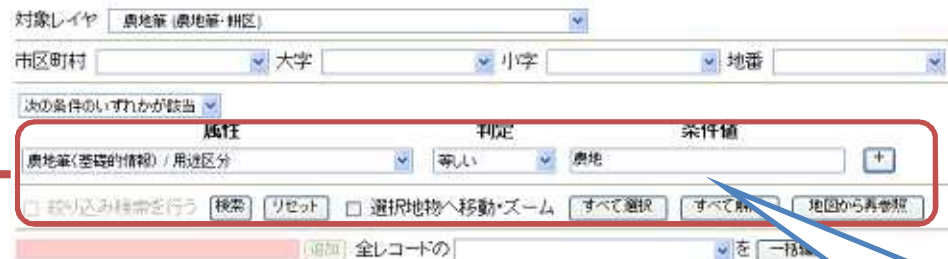 対象レイヤ 農地筆 (農地筆・耕区)
市区町村 大字 小字 地番
次の条件のいずれかが該当
属性 判定 条件値
農地筆(基礎的情報) / 用途区分 等しい 農地 +
絞り込み検索を行う 検索 リセット 選択地物へ移動・ズーム すべて選択 すべて解 地図から再参照
追加 全レコードの を 一括編